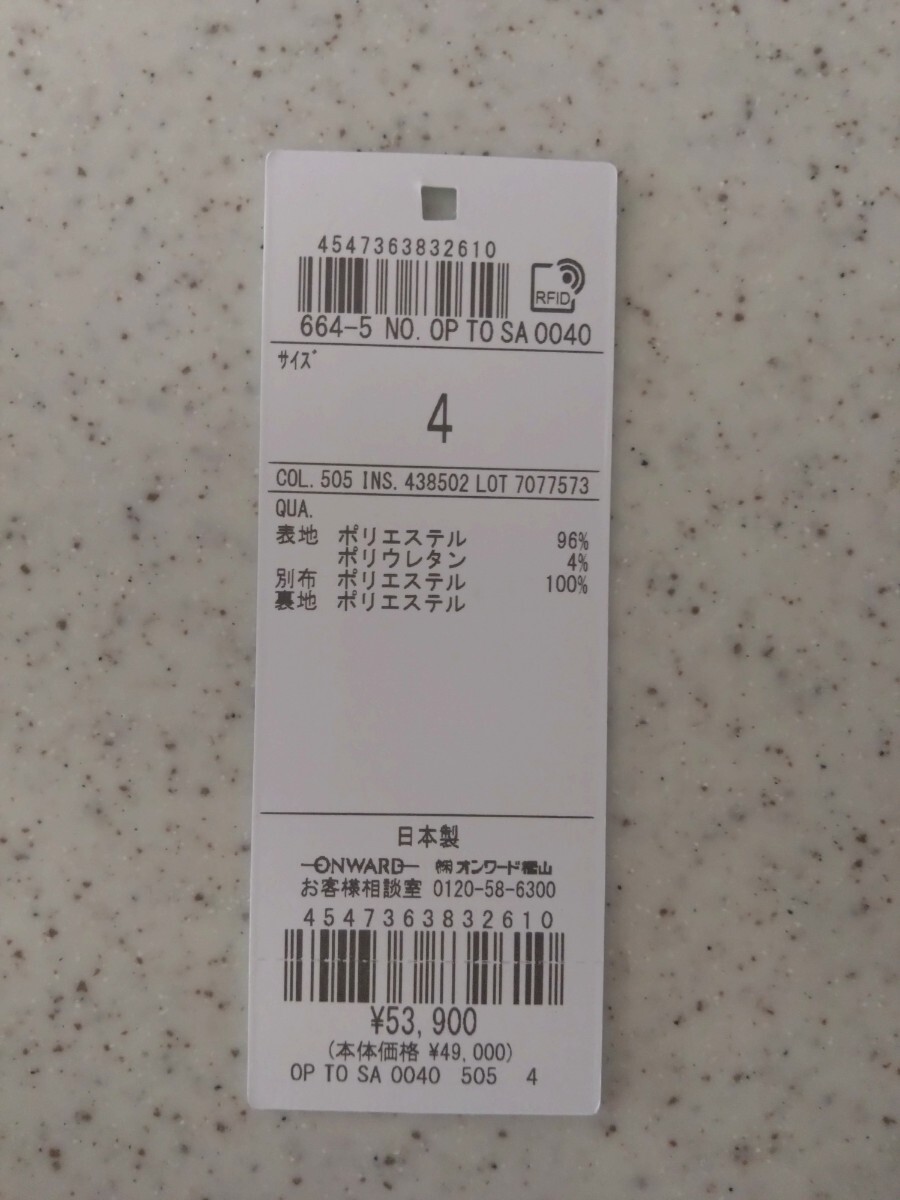 4547363832610
RFID
664-5 NO. OP TO SA 0040
サイズ
4
COL. 505 INS. 438502 LOT 7077573
QUA.
表地 ポリエステル 96%
ポリウレタン 4%
別布 ポリエステル 100%
裏地 ポリエステル
日本製
ONWARD ㈱オンワード樫山
お客様相談室 0120-58-6300
4547363832610
¥53,900
(本体価格 ¥49,000)
OP TO SA 0040 505 4